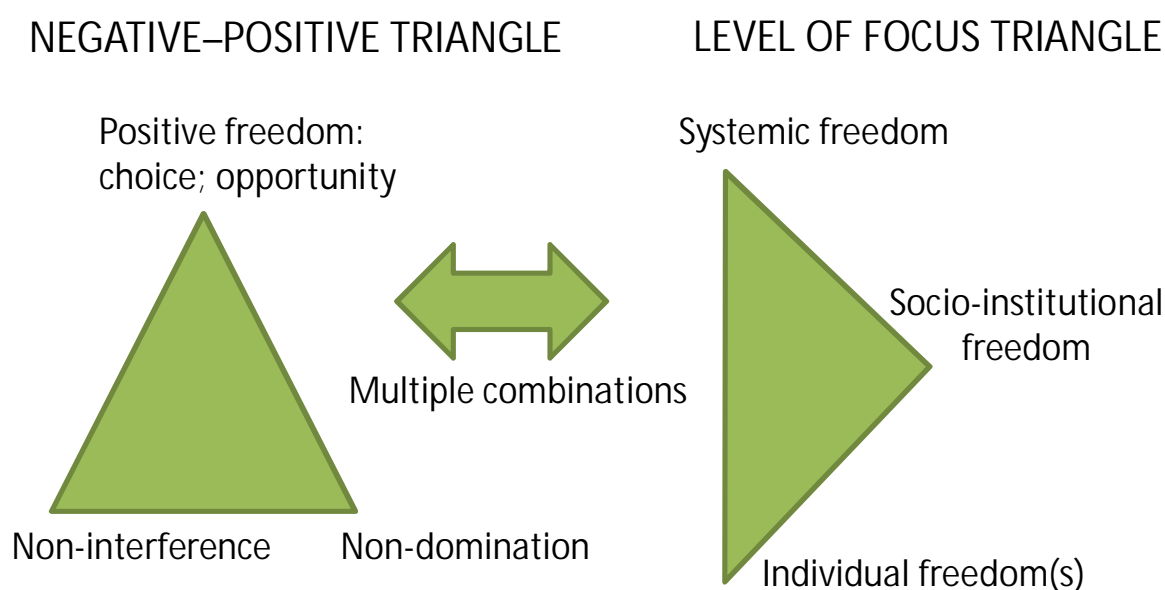 NEGATIVE–POSITIVE TRIANGLE
LEVEL OF FOCUS TRIANGLE
Positive freedom:
choice; opportunity
Systemic freedom
Socio-institutional
freedom
Multiple combinations
Non-interference
Non-domination
Individual freedom(s)